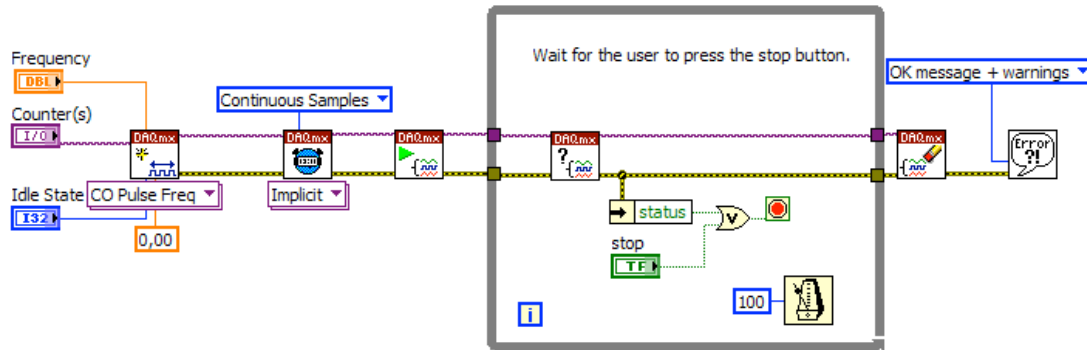 Wait for the user to press the stop button.
Frequency
DBL
OK message + warnings
Continuous Samples
Counter(s)
I/O
DAQmx
DAQmx
DAQmx
DAQmx
?
DAQmx
Error
?!
Idle State
I32
CO Pulse Freq
Implicit
status
V
0,00
stop
TF
i
100